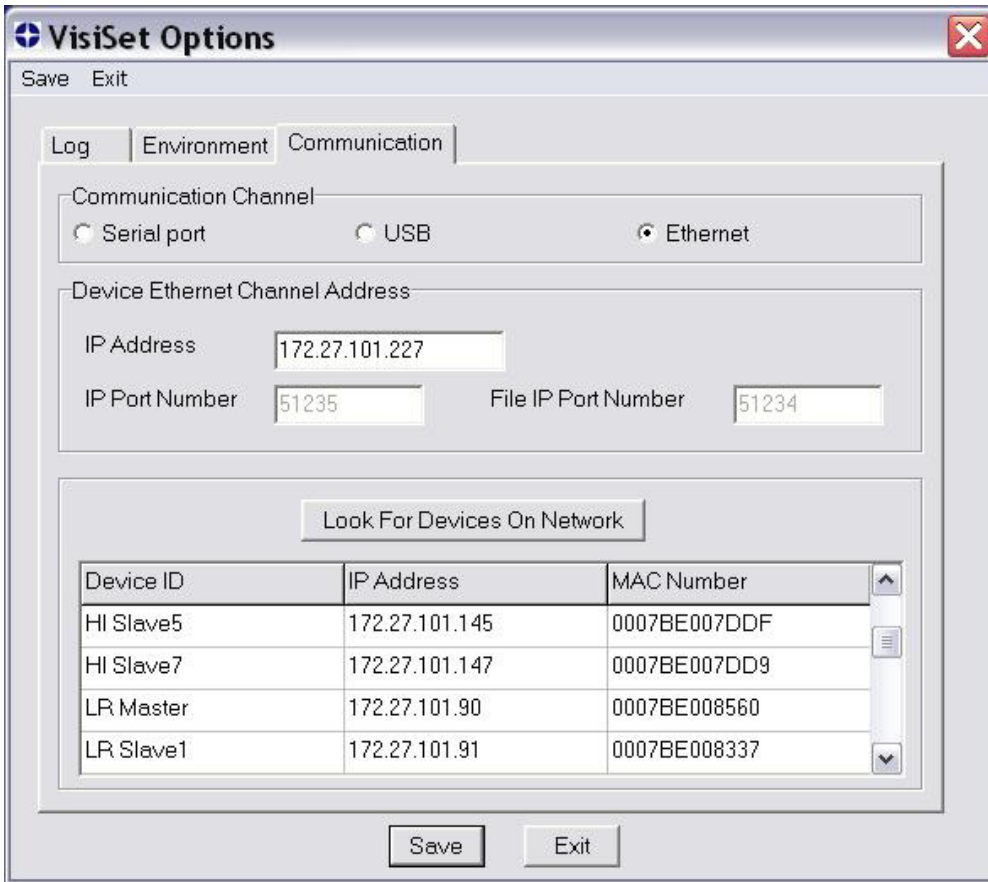 VisiSet Options
Save Exit
Log Environment Communication
Communication Channel
Serial port USB Ethernet
Device Ethernet Channel Address
IP Address 172.27.101.227
IP Port Number 51235 File IP Port Number 51234
Look For Devices On Network
Device ID IP Address MAC Number
HI Slave5 172.27.101.145 0007BE007DDF
HI Slave7 172.27.101.147 0007BE007DD9
LR Master 172.27.101.90 0007BE008560
LR Slave1 172.27.101.91 0007BE008337
Save Exit